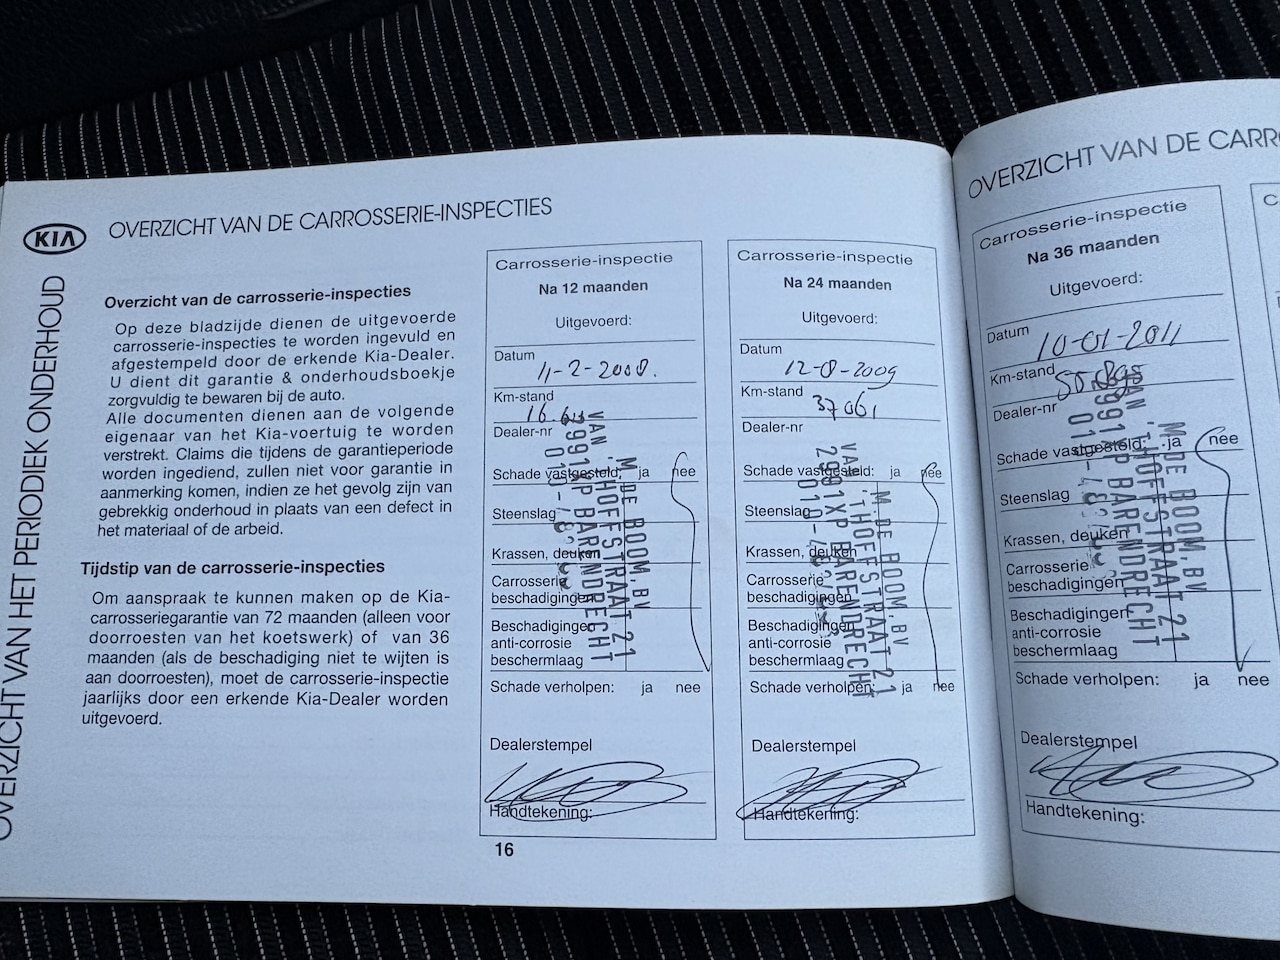 KIA
OVERZICHT VAN HET PERIODIEK ONDERHOUD
OVERZICHT VAN DE CARROSSERIE-INSPECTIES
Overzicht van de carrosserie-inspecties
Op deze bladzijde dienen de uitgevoerde
carrosserie-inspecties te worden ingevuld en
afgestempeld door de erkende Kia-Dealer.
U dient dit garantie & onderhoudsboekje
zorgvuldig te bewaren bij de auto.
Alle documenten dienen aan de volgende
eigenaar van het Kia-voertuig te worden
verstrekt. Claims die tijdens de garantieperiode
worden ingediend, zullen niet voor garantie in
aanmerking komen, indien ze het gevolg zijn van
gebrekkig onderhoud in plaats van een defect in
het materiaal of de arbeid.
Tijdstip van de carrosserie-inspecties
Om aanspraak te kunnen maken op de Kia-
carrosseriegarantie van 72 maanden (alleen voor
doorroesten van het koetswerk) of van 36
maanden (als de beschadiging niet te wijten is
aan doorroesten), moet de carrosserie-inspectie
jaarlijks door een erkende Kia-Dealer worden
uitgevoerd.
Carrosserie-inspectie
Na 12 maanden
Uitgevoerd:
Datum
11-2-2008.
Km-stand
Dealer-nr
Schade vastgesteld: ja nee
Steenslag
Krassen, deuken
Carrosserie
beschadigingen
Beschadigingen
anti-corrosie
beschermlaag
Schade verholpen: ja nee
M. DE BOOM, BV
VAN 'T HOFFSTRAAT 21
2991XP BARENDRECHT
Dealerstempel
Handtekening:
16
Carrosserie-inspectie
Na 24 maanden
Uitgevoerd:
Datum
12-8-2009
Km-stand
37061
Dealer-nr
Schade vastgesteld: ja nee
Steenslag
Krassen, deuken
Carrosserie
beschadigingen
Beschadigingen
anti-corrosie
beschermlaag
Schade verholpen: ja nee
M. DE BOOM, BV
VAN 'T HOFFSTRAAT 21
2991XP BARENDRECHT
Dealerstempel
Handtekening:
OVERZICHT VAN DE
Carrosserie-inspectie
Na 36 maanden
Uitgevoerd:
Datum
10-01-2011
Km-stand
Dealer-nr
Schade vastgesteld: ja nee
Steenslag
Krassen, deuken
Carrosserie
beschadigingen
Beschadigingen
anti-corrosie
beschermlaag
Schade verholpen: ja nee
M. DE BOOM, BV
VAN 'T HOFFSTRAAT 21
2991XP BARENDRECHT
Dealerstempel
Handtekening: